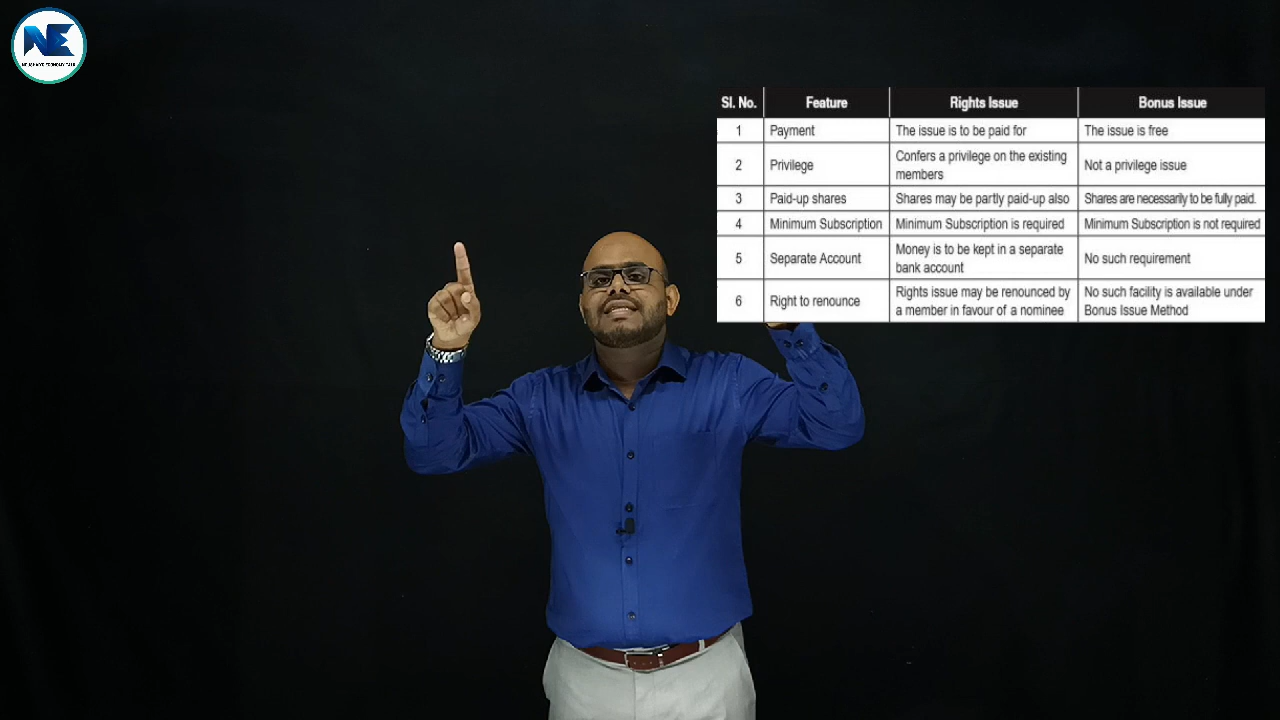 NE
Sl. No. Feature Rights Issue Bonus Issue
1 Payment The issue is to be paid for The issue is free
2 Privilege Confers a privilege on the existing members Not a privilege issue
3 Paid-up shares Shares may be partly paid-up also Shares are necessarily to be fully paid.
4 Minimum Subscription Minimum Subscription is required Minimum Subscription is not required
5 Separate Account Money is to be kept in a separate bank account No such requirement
6 Right to renounce Rights issue may be renounced by a member in favour of a nominee No such facility is available under Bonus Issue Method